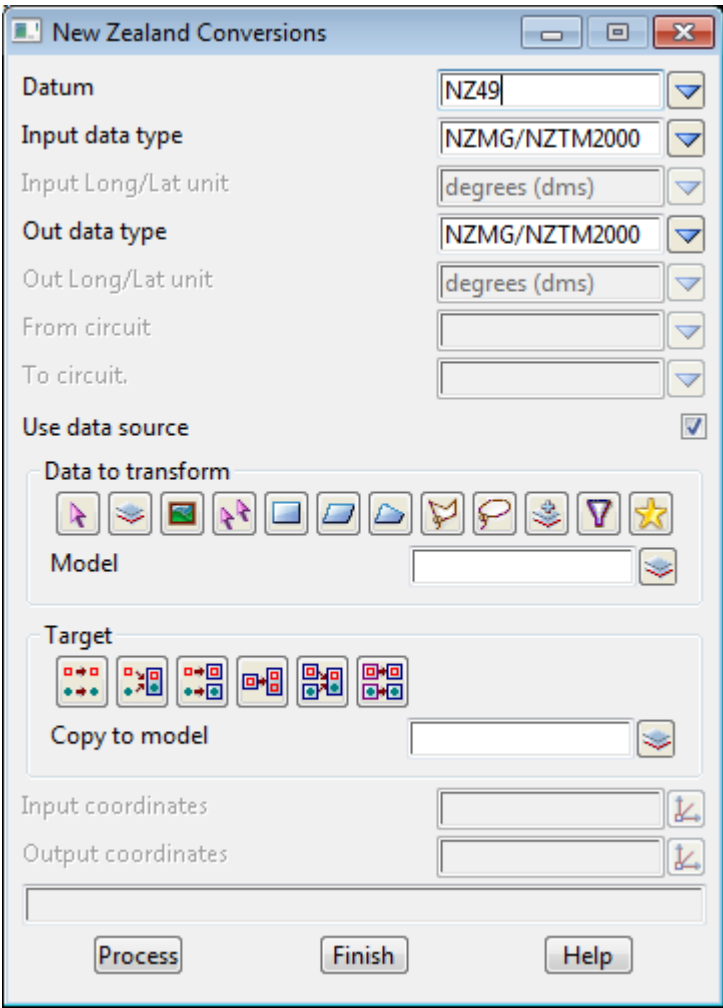 New Zealand Conversions
Datum NZ49
Input data type NZMG/NZTM2000
Input Long/Lat unit degrees (dms)
Out data type NZMG/NZTM2000
Out Long/Lat unit degrees (dms)
From circuit
To circuit.
Use data source
Data to transform
Model
Target
Copy to model
Input coordinates
Output coordinates
Process Finish Help